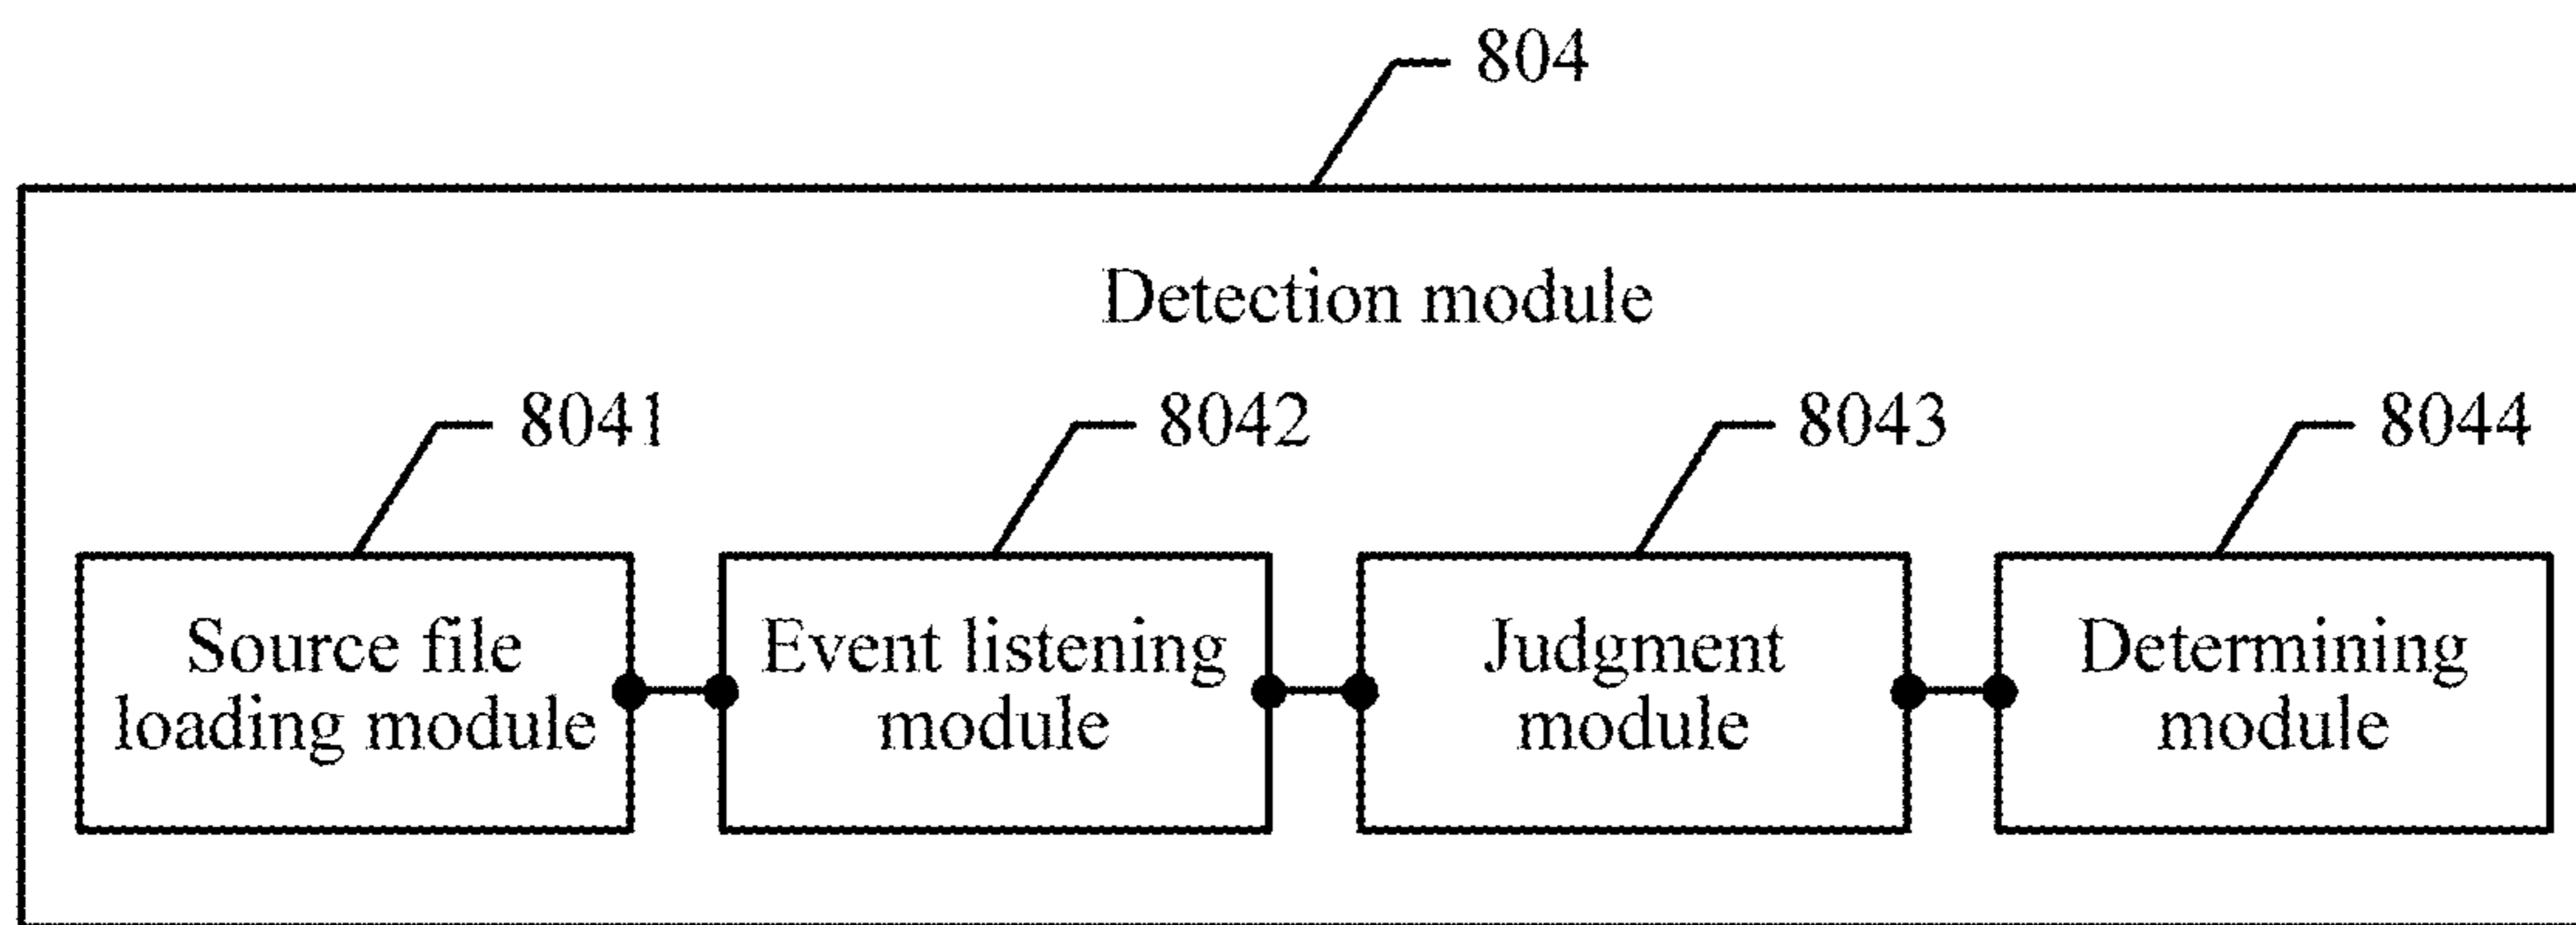 804
Detection module
8041
8042
8043
8044
Source file
loading module
Event listening
module
Judgment
module
Determining
module